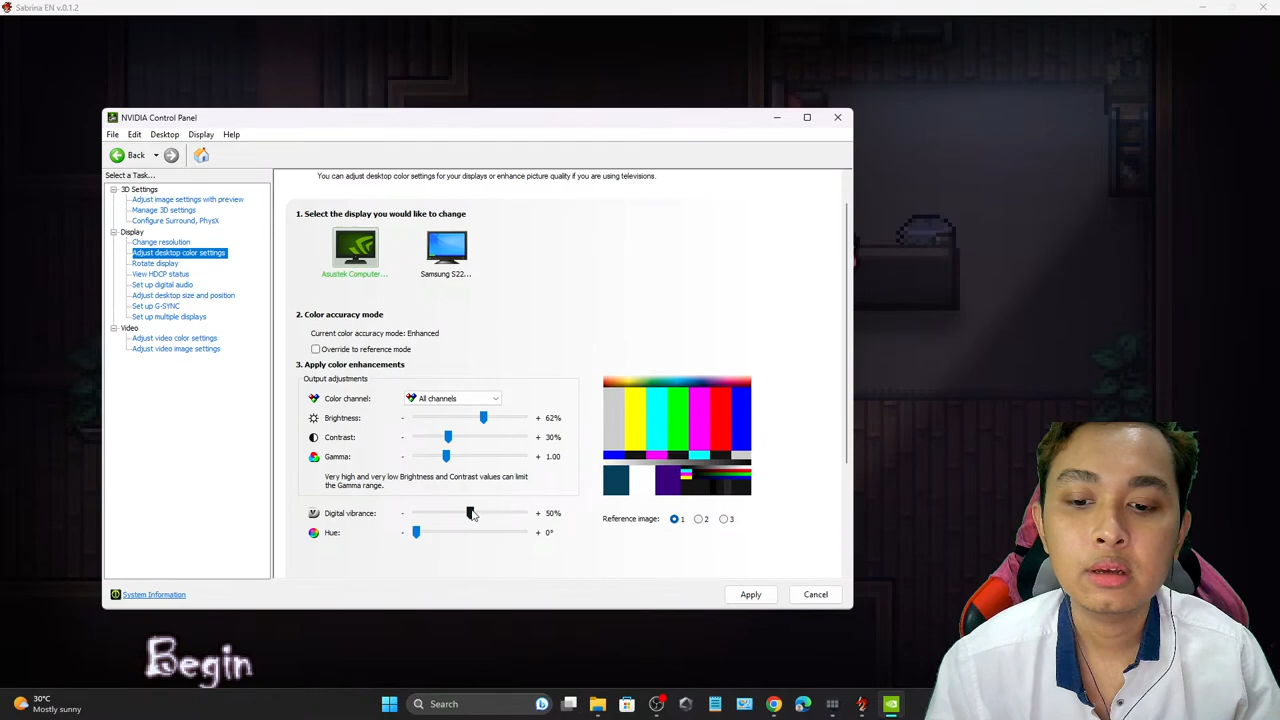 Sabrina EN v.0.1.2
NVIDIA Control Panel
File Edit Desktop Display Help
Back
Select a Task...
3D Settings
Adjust image settings with preview
Manage 3D settings
Configure Surround, PhysX
Display
Change resolution
Adjust desktop color settings
Rotate display
View HDCP status
Set up digital audio
Adjust desktop size and position
Set up G-SYNC
Set up multiple displays
Video
Adjust video color settings
Adjust video image settings
System Information
You can adjust desktop color settings for your displays or enhance picture quality if you are using televisions.
1. Select the display you would like to change
Asustek Computer... Samsung S22...
2. Color accuracy mode
Current color accuracy mode: Enhanced
Override to reference mode
3. Apply color enhancements
Output adjustments
Color channel: All channels
Brightness: - + 62%
Contrast: - + 30%
Gamma: - + 1.00
Very high and very low Brightness and Contrast values can limit
the Gamma range.
Digital vibrance: - + 50%
Hue: - + 0°
Reference image: 1 2 3
Apply Cancel
Begin
30°C
Mostly sunny
Search